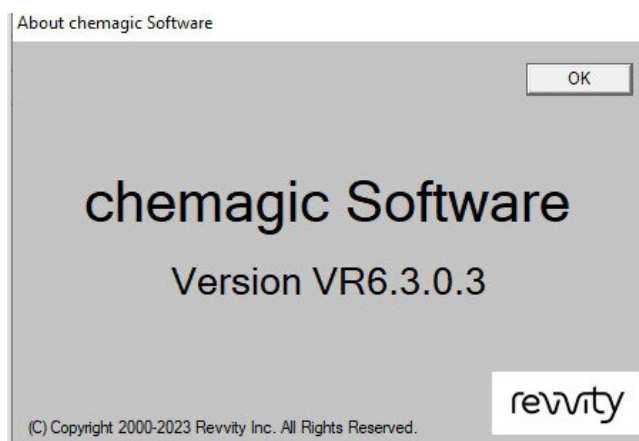 About chemagic Software
OK
chemagic Software
Version VR6.3.0.3
revvity
(C) Copyright 2000-2023 Revvity Inc. All Rights Reserved.